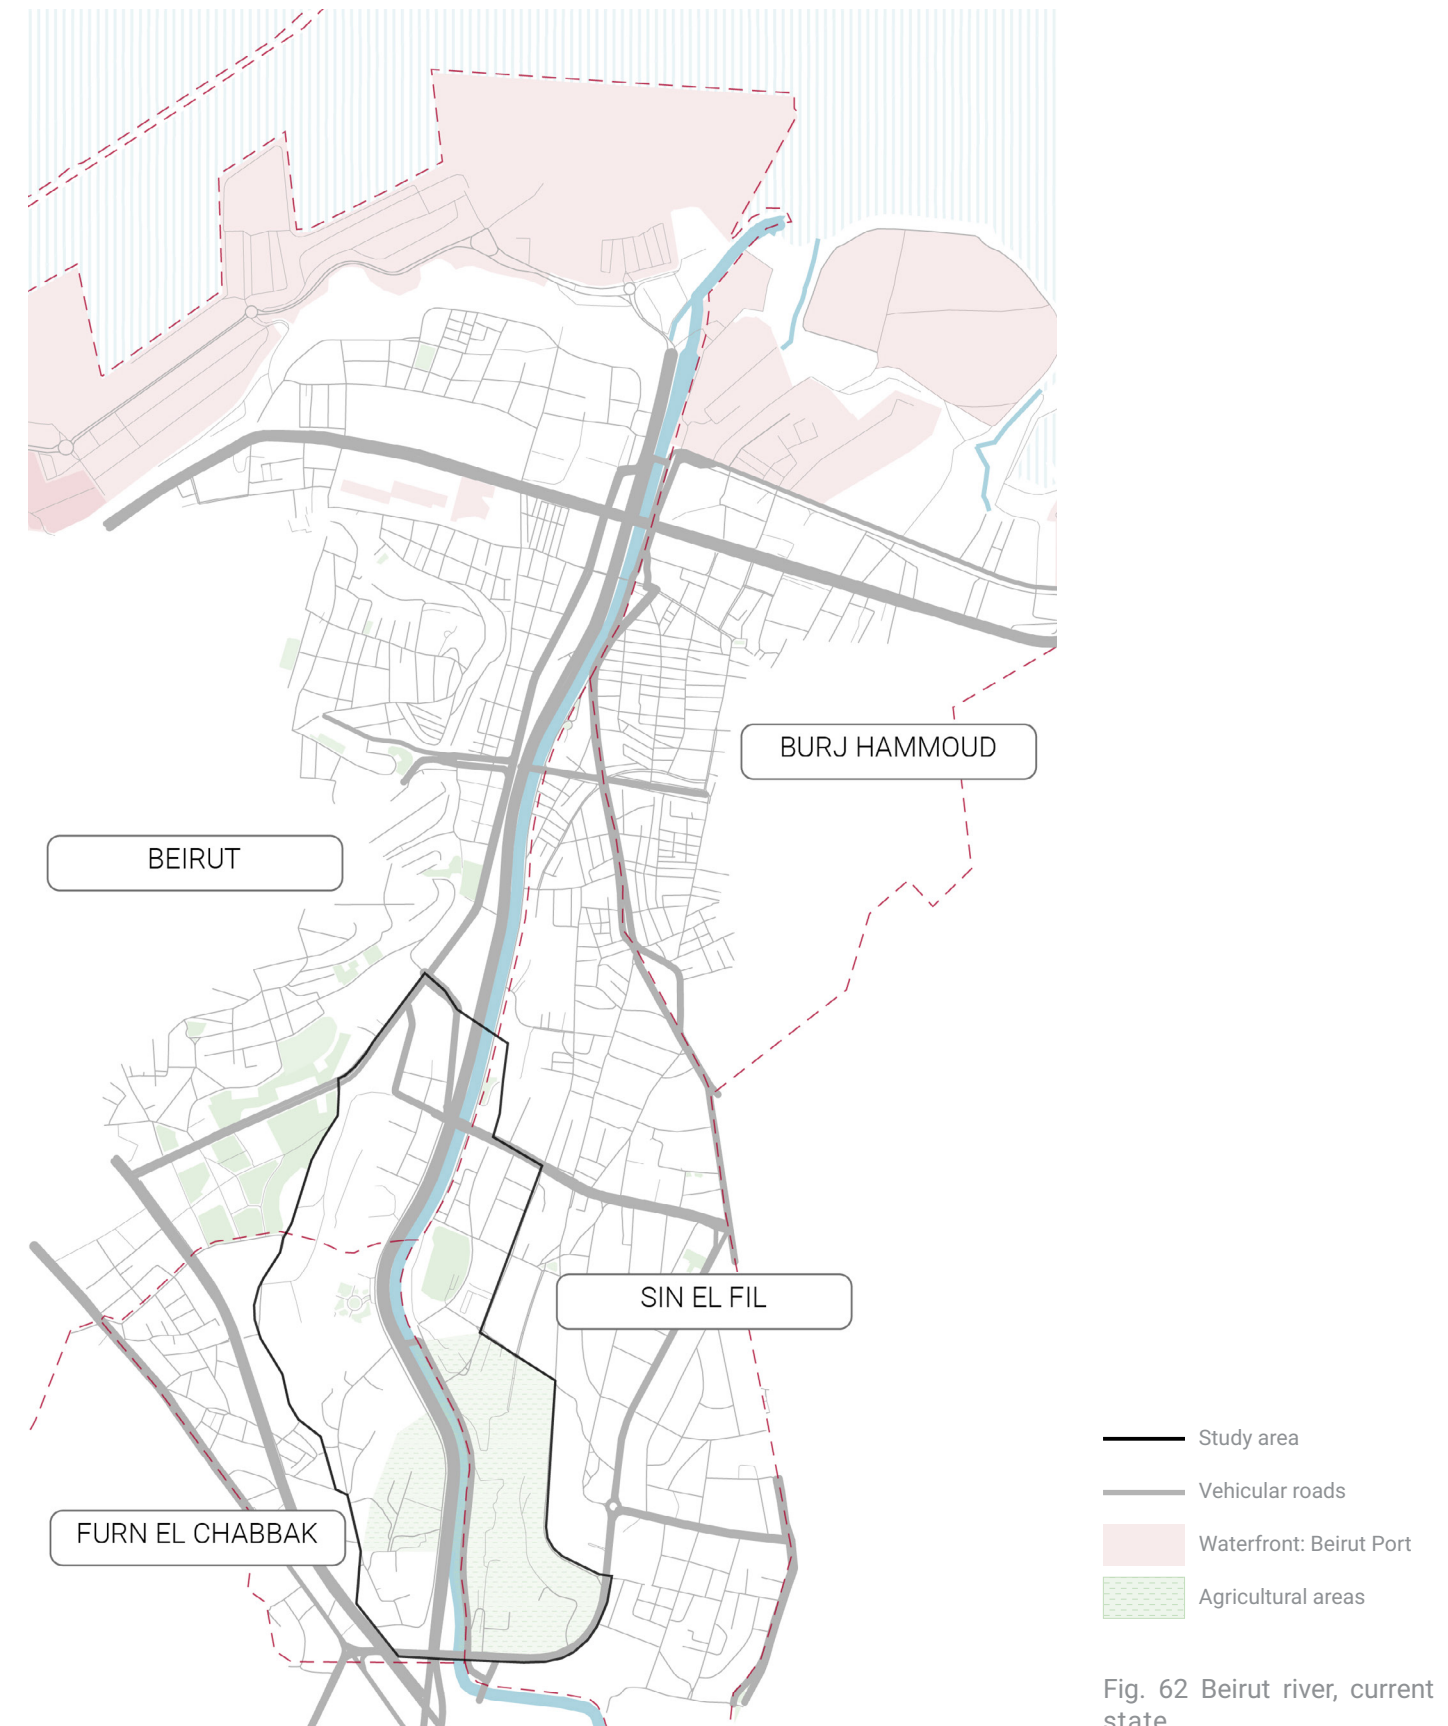 BURJ HAMMOUD
BEIRUT
SIN EL FIL
FURN EL CHABBAK
Study area
Vehicular roads
Waterfront: Beirut Port
Agricultural areas
Fig. 62 Beirut river, current
state